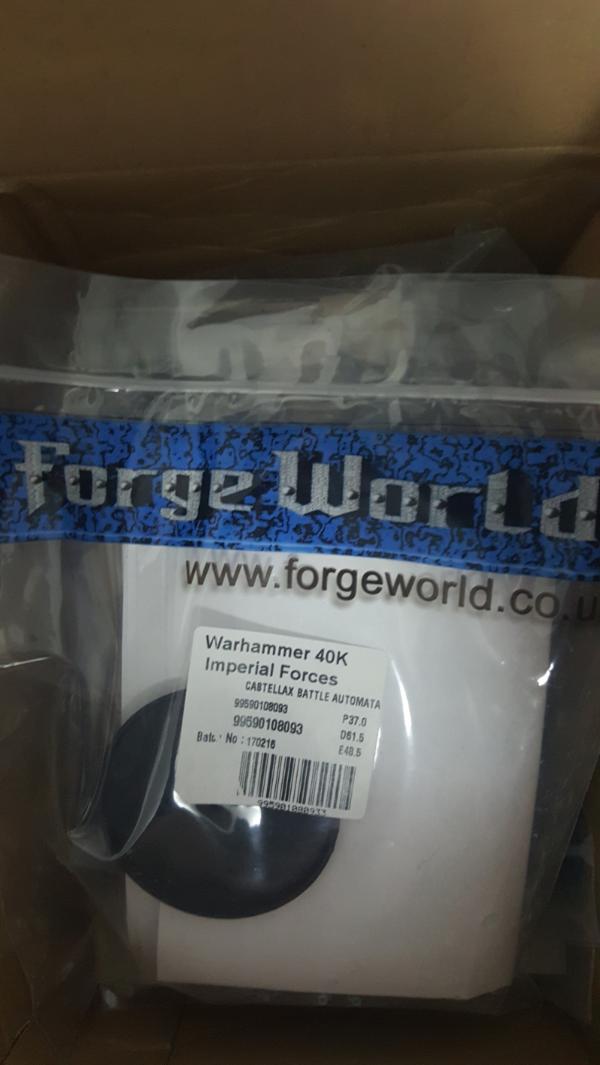 Forge World
www.forgeworld.co.u
Warhammer 40K
Imperial Forces
CASTELLAX BATTLE AUTOMATA
99590108093 P37.0
99590108093 D61.5
Batc No : 170216 E48.5